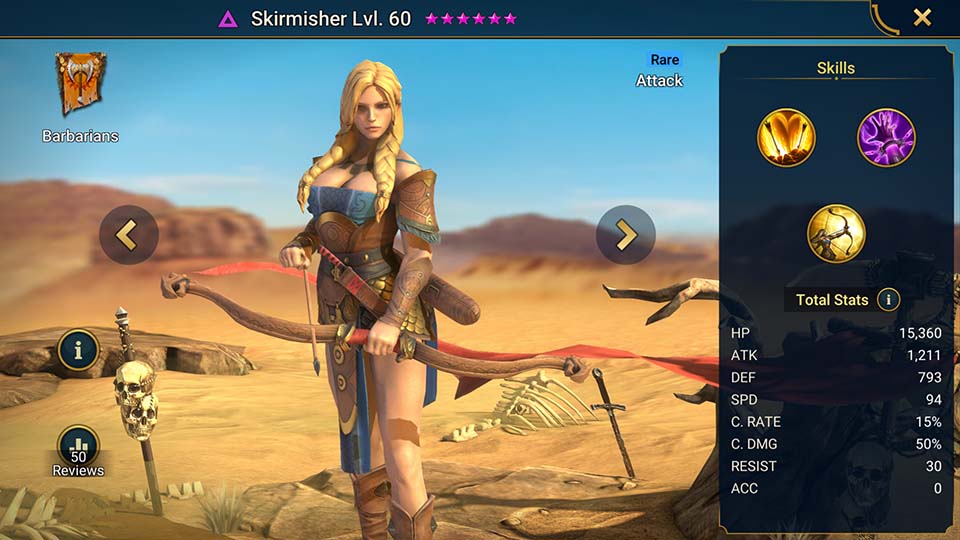 Skirmisher Lvl. 60
Barbarians
Rare
Attack
Skills
Total Stats i
HP 15,360
ATK 1,211
DEF 793
SPD 94
C. RATE 15%
C. DMG 50%
RESIST 30
ACC 0
i
50
Reviews